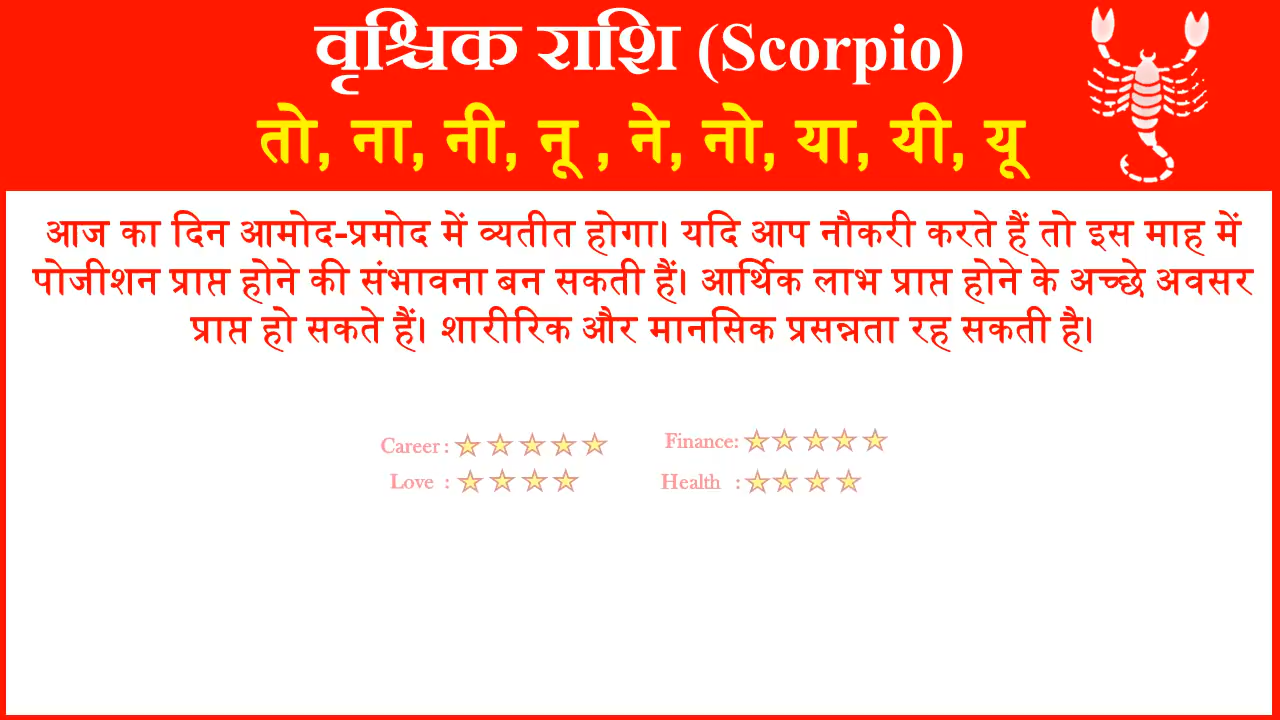 वृश्चिक राशि (Scorpio)
तो, ना, नी, नू , ने, नो, या, यी, यू
आज का दिन आमोद-प्रमोद में व्यतीत होगा। यदि आप नौकरी करते हैं तो इस माह में
पोजीशन प्राप्त होने की संभावना बन सकती हैं। आर्थिक लाभ प्राप्त होने के अच्छे अवसर
प्राप्त हो सकते हैं। शारीरिक और मानसिक प्रसन्नता रह सकती है।
Career : Finance:
Love : Health :